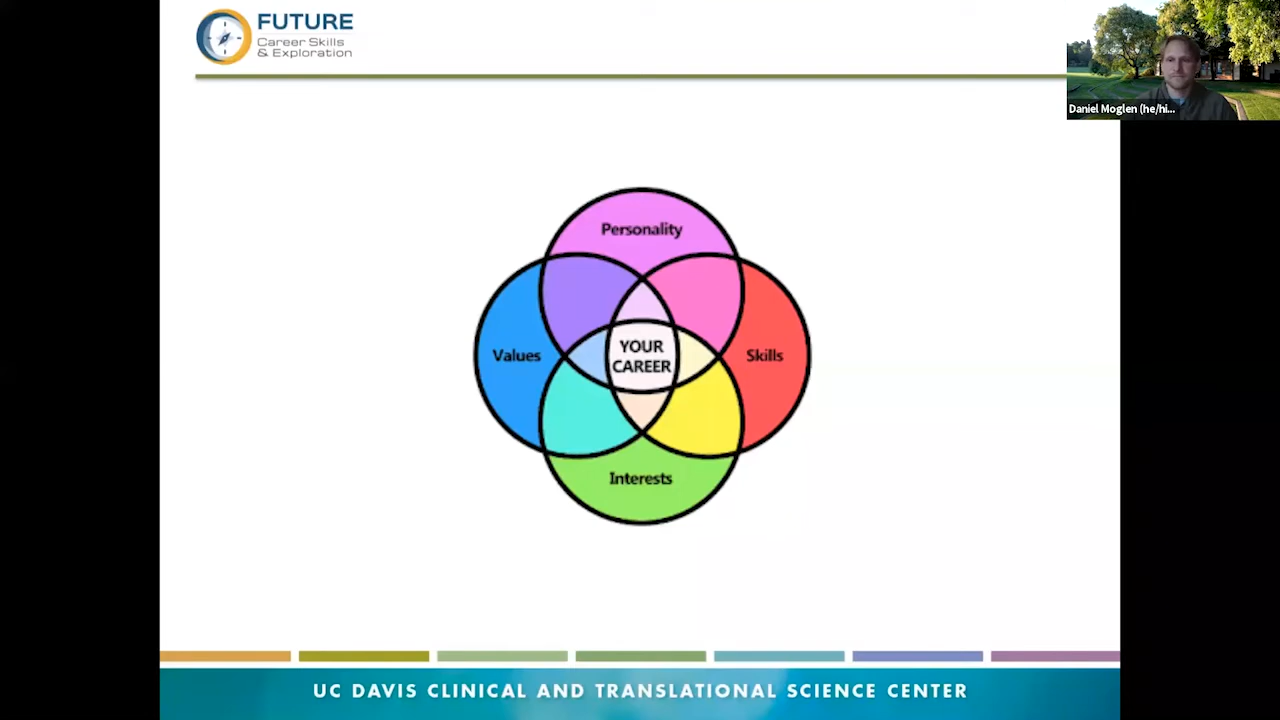 FUTURE
Career Skills
& Exploration
Daniel Moglen (he/hi...
Personality
Values
YOUR
CAREER
Skills
Interests
UC DAVIS CLINICAL AND TRANSLATIONAL SCIENCE CENTER